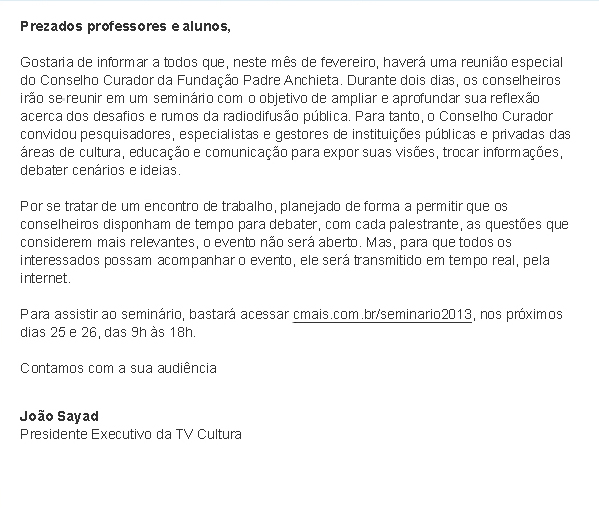 Prezados professores e alunos,
Gostaria de informar a todos que, neste mês de fevereiro, haverá uma reunião especial
do Conselho Curador da Fundação Padre Anchieta. Durante dois dias, os conselheiros
irão se reunir em um seminário com o objetivo de ampliar e aprofundar sua reflexão
acerca dos desafios e rumos da radiodifusão pública. Para tanto, o Conselho Curador
convidou pesquisadores, especialistas e gestores de instituições públicas e privadas das
áreas de cultura, educação e comunicação para expor suas visões, trocar informações,
debater cenários e ideias.
Por se tratar de um encontro de trabalho, planejado de forma a permitir que os
conselheiros disponham de tempo para debater, com cada palestrante, as questões que
considerem mais relevantes, o evento não será aberto. Mas, para que todos os
interessados possam acompanhar o evento, ele será transmitido em tempo real, pela
internet.
Para assistir ao seminário, bastará acessar cmais.com.br/seminario2013, nos próximos
dias 25 e 26, das 9h às 18h.
Contamos com a sua audiência
João Sayad
Presidente Executivo da TV Cultura